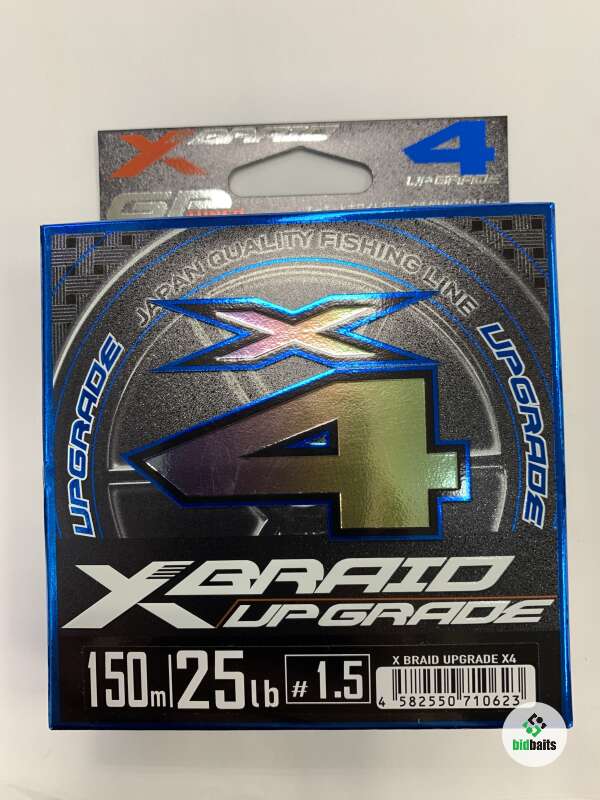 X BRAID
4
UPGRADE
JAPAN QUALITY FISHING LINE
UPGRADE
UPGRADE
X
4
XBRAID
UPGRADE
150m 25lb #1.5
X BRAID UPGRADE X4
4 582550 710623
bidbaits